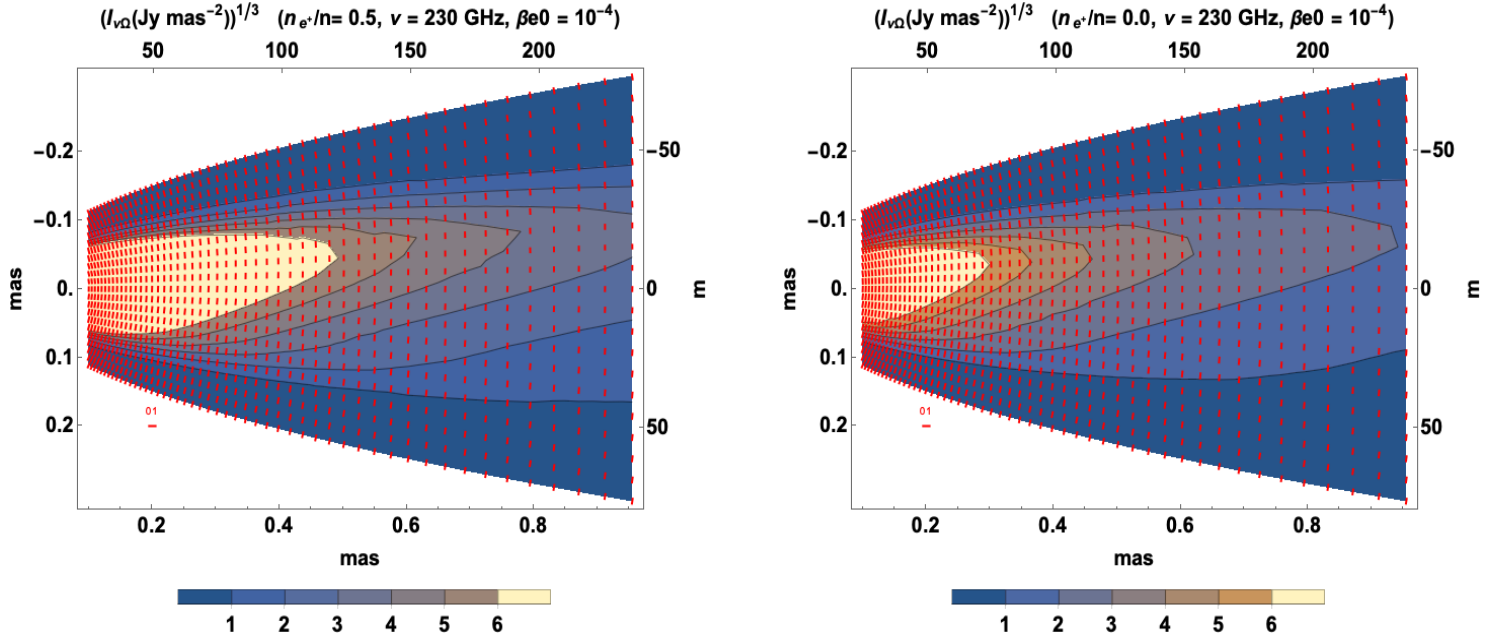 (IνΩ(Jy mas⁻²))^1/3 (n e⁺/n= 0.5, ν = 230 GHz, βe0 = 10⁻⁴)
50 100 150 200
-0.2
-0.1
0.
0.1
0.2
mas
-50
0
50
m
01
0.2 0.4 0.6 0.8
mas
1 2 3 4 5 6
(IνΩ(Jy mas⁻²))^1/3 (n e⁺/n= 0.0, ν = 230 GHz, βe0 = 10⁻⁴)
50 100 150 200
-0.2
-0.1
0.
0.1
0.2
mas
-50
0
50
m
01
0.2 0.4 0.6 0.8
mas
1 2 3 4 5 6